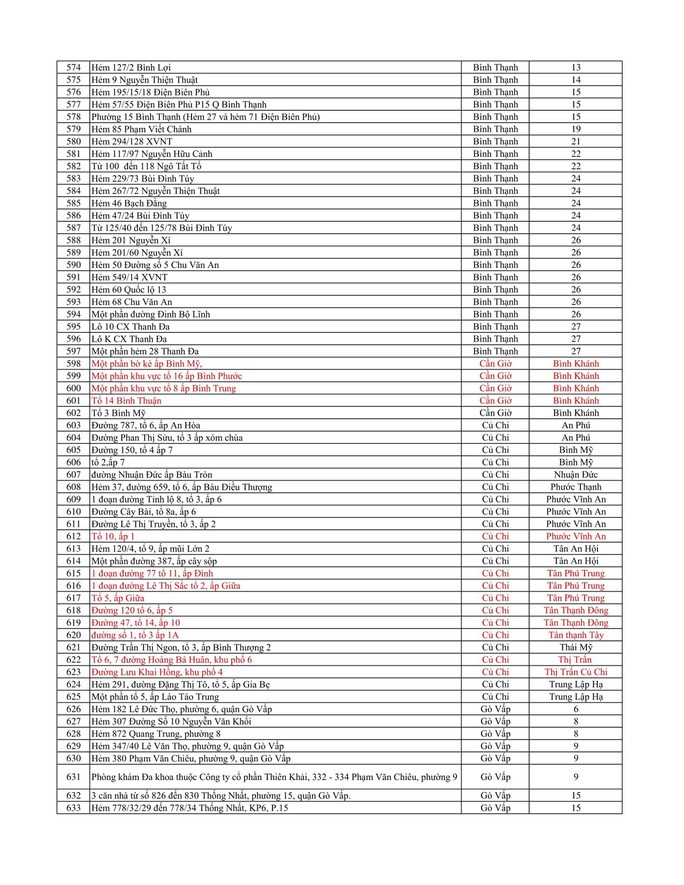 574 Hẻm 127/2 Bình Lợi Bình Thạnh 13
575 Hẻm 9 Nguyễn Thiện Thuật Bình Thạnh 14
576 Hẻm 195/15/18 Điện Biên Phủ Bình Thạnh 15
577 Hẻm 57/55 Điện Biên Phủ P15 Q Bình Thạnh Bình Thạnh 15
578 Phường 15 Bình Thạnh (Hẻm 27 và hẻm 71 Điện Biên Phủ) Bình Thạnh 15
579 Hẻm 85 Phạm Viết Chánh Bình Thạnh 19
580 Hẻm 294/128 XVNT Bình Thạnh 21
581 Hẻm 117/97 Nguyễn Hữu Cảnh Bình Thạnh 22
582 Từ 100 đến 118 Ngô Tất Tố Bình Thạnh 22
583 Hẻm 229/73 Bùi Đình Túy Bình Thạnh 24
584 Hẻm 267/72 Nguyễn Thiện Thuật Bình Thạnh 24
585 Hẻm 46 Bạch Đằng Bình Thạnh 24
586 Hẻm 47/24 Bùi Đình Túy Bình Thạnh 24
587 Từ 125/40 đến 125/78 Bùi Đình Túy Bình Thạnh 24
588 Hẻm 201 Nguyễn Xí Bình Thạnh 26
589 Hẻm 201/60 Nguyễn Xí Bình Thạnh 26
590 Hẻm 50 Đường số 5 Chu Văn An Bình Thạnh 26
591 Hẻm 549/14 XVNT Bình Thạnh 26
592 Hẻm 60 Quốc lộ 13 Bình Thạnh 26
593 Hẻm 68 Chu Văn An Bình Thạnh 26
594 Một phần đường Đinh Bộ Lĩnh Bình Thạnh 26
595 Lô 10 CX Thanh Đa Bình Thạnh 27
596 Lô K CX Thanh Đa Bình Thạnh 27
597 Một phần hẻm 28 Thanh Đa Bình Thạnh 27
598 Một phần bờ kè ấp Bình Mỹ, Cần Giờ Bình Khánh
599 Một phần khu vực tổ 16 ấp Bình Phước Cần Giờ Bình Khánh
600 Một phần khu vực tổ 8 ấp Bình Trung Cần Giờ Bình Khánh
601 Tổ 14 Bình Thuận Cần Giờ Bình Khánh
602 Tổ 3 Bình Mỹ Cần Giờ Bình Khánh
603 Đường 787, tổ 6, ấp An Hòa Củ Chi An Phú
604 Đường Phan Thị Sửu, tổ 3 ấp xóm chùa Củ Chi An Phú
605 Đường 150, tổ 4 ấp 7 Củ Chi Bình Mỹ
606 tổ 2,ấp 7 Củ Chi Bình Mỹ
607 đường Nhuận Đức ấp Bàu Tròn Củ Chi Nhuận Đức
608 Hẻm 37, đường 659, tổ 6, ấp Bàu Điều Thượng Củ Chi Phước Thạnh
609 1 đoạn đường Tỉnh lộ 8, tổ 3, ấp 6 Củ Chi Phước Vĩnh An
610 Đường Cây Bài, tổ 8a, ấp 6 Củ Chi Phước Vĩnh An
611 Đường Lê Thị Truyền, tổ 3, ấp 2 Củ Chi Phước Vĩnh An
612 Tổ 10, ấp 1 Củ Chi Phước Vĩnh An
613 Hẻm 120/4, tổ 9, ấp mũi Lớn 2 Củ Chi Tân An Hội
614 Một phần đường 387, ấp cây sộp Củ Chi Tân An Hội
615 1 đoạn đường 77 tổ 11, ấp Đình Củ Chi Tân Phú Trung
616 1 đoạn đường Lê Thị Sắc tổ 2, ấp Giữa Củ Chi Tân Phú Trung
617 Tổ 5, ấp Giữa Củ Chi Tân Phú Trung
618 Đường 120 tổ 6, ấp 5 Củ Chi Tân Thạnh Đông
619 Đường 47, tổ 14, ấp 10 Củ Chi Tân Thạnh Đông
620 đường số 1, tổ 3 ấp 1A Củ Chi Tân thạnh Tây
621 Đường Trần Thị Ngon, tổ 3, ấp Bình Thượng 2 Củ Chi Thái Mỹ
622 Tổ 6, 7 đường Hoàng Bá Huân, khu phố 6 Củ Chi Thị Trấn
623 Đường Lưu Khai Hồng, khu phố 4 Củ Chi Thị Trấn Củ Chi
624 Hẻm 291, đường Đặng Thị Tô, tổ 5, ấp Gia Bẹ Củ Chi Trung Lập Hạ
625 Một phần tổ 5, ấp Lào Táo Trung Củ Chi Trung Lập Hạ
626 Hẻm 182 Lê Đức Thọ, phường 6, quận Gò Vấp Gò Vấp 6
627 Hẻm 307 Đường Số 10 Nguyễn Văn Khối Gò Vấp 8
628 Hẻm 872 Quang Trung, phường 8 Gò Vấp 8
629 Hẻm 347/40 Lê Văn Thọ, phường 9, quận Gò Vấp Gò Vấp 9
630 Hẻm 380 Phạm Văn Chiêu, phường 9, quận Gò Vấp Gò Vấp 9
631 Phòng khám Đa khoa thuộc Công ty cổ phần Thiên Khải, 332 - 334 Phạm Văn Chiêu, phường 9 Gò Vấp 9
632 3 căn nhà từ số 826 đến 830 Thống Nhất, phường 15, quận Gò Vấp. Gò Vấp 15
633 Hẻm 778/32/29 đến 778/34 Thống Nhất, KP6, P.15 Gò Vấp 15